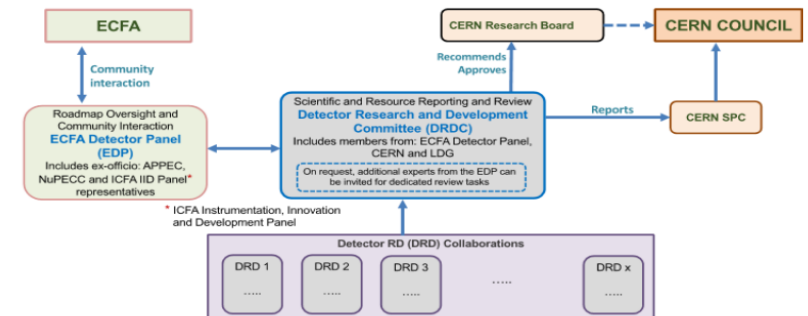 ECFA
CERN Research Board
CERN COUNCIL
Community
interaction
Recommends
Approves
Roadmap Oversight and
Community Interaction
ECFA Detector Panel
(EDP)
Includes ex-officio: APPEC,
NuPECC and ICFA IID Panel*
representatives
Scientific and Resource Reporting and Review
Detector Research and Development
Committee (DRDC)
Includes members from: ECFA Detector Panel,
CERN and LDG
On request, additional experts from the EDP can
be invited for dedicated review tasks
Reports
CERN SPC
* ICFA Instrumentation, Innovation
and Development Panel
Detector RD (DRD) Collaborations
DRD 1
.....
DRD 2
.....
DRD 3
.....
.....
DRD x
.....